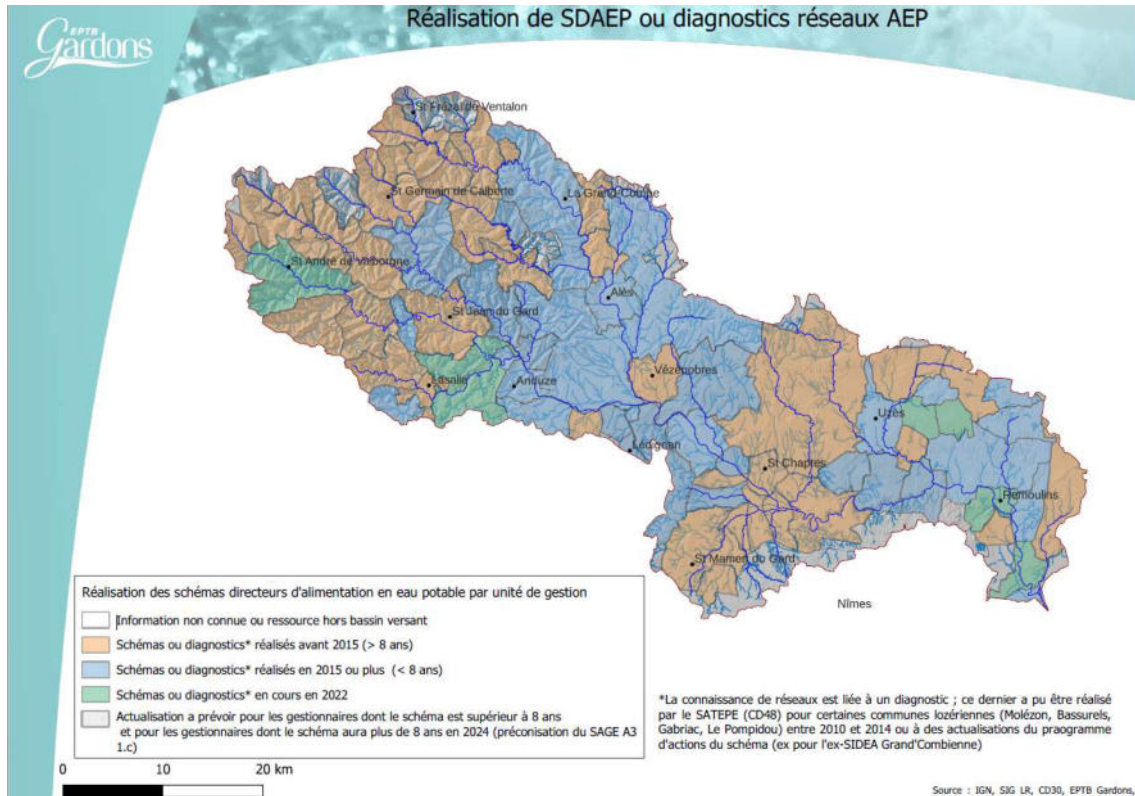 EPTB
Gardons
Réalisation de SDAEP ou diagnostics réseaux AEP
St Frézal de Ventalon
St Germain de Calberte
La Grand-Combe
St André de Valborgne
Alès
St Jean du Gard
Vézénobres
Lasalle
Anduze
Uzès
Lédignan
St Chaptes
Remoulins
St Mamert du Gard
Nîmes
Réalisation des schémas directeurs d'alimentation en eau potable par unité de gestion
Information non connue ou ressource hors bassin versant
Schémas ou diagnostics* réalisés avant 2015 (> 8 ans)
Schémas ou diagnostics* réalisés en 2015 ou plus (< 8 ans)
Schémas ou diagnostics* en cours en 2022
Actualisation a prévoir pour les gestionnaires dont le schéma est supérieur à 8 ans
et pour les gestionnaires dont le schéma aura plus de 8 ans en 2024 (préconisation du SAGE A3
1.c)
0 10 20 km
*La connaissance de réseaux est liée à un diagnostic ; ce dernier a pu être réalisé
par le SATEPE (CD48) pour certaines communes lozériennes (Molézon, Bassurels,
Gabriac, Le Pompidou) entre 2010 et 2014 ou à des actualisations du praogramme
d'actions du schéma (ex pour l'ex-SIDEA Grand'Combienne)
Source : IGN, SIG LR, CD30, EPTB Gardons,